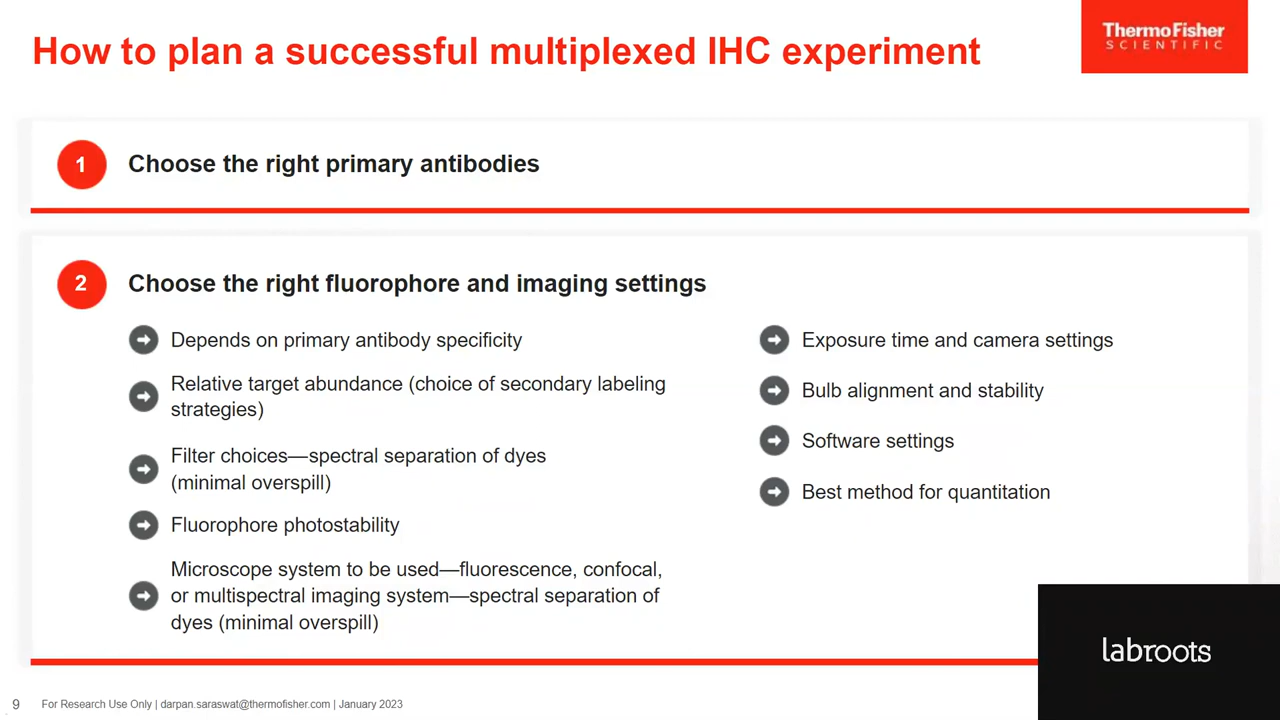 How to plan a successful multiplexed IHC experiment
ThermoFisher
SCIENTIFIC
1
Choose the right primary antibodies
2
Choose the right fluorophore and imaging settings
Depends on primary antibody specificity
Relative target abundance (choice of secondary labeling
strategies)
Filter choices—spectral separation of dyes
(minimal overspill)
Fluorophore photostability
Microscope system to be used—fluorescence, confocal,
or multispectral imaging system—spectral separation of
dyes (minimal overspill)
Exposure time and camera settings
Bulb alignment and stability
Software settings
Best method for quantitation
labroots
9 For Research Use Only | darpan.saraswat@thermofisher.com | January 2023